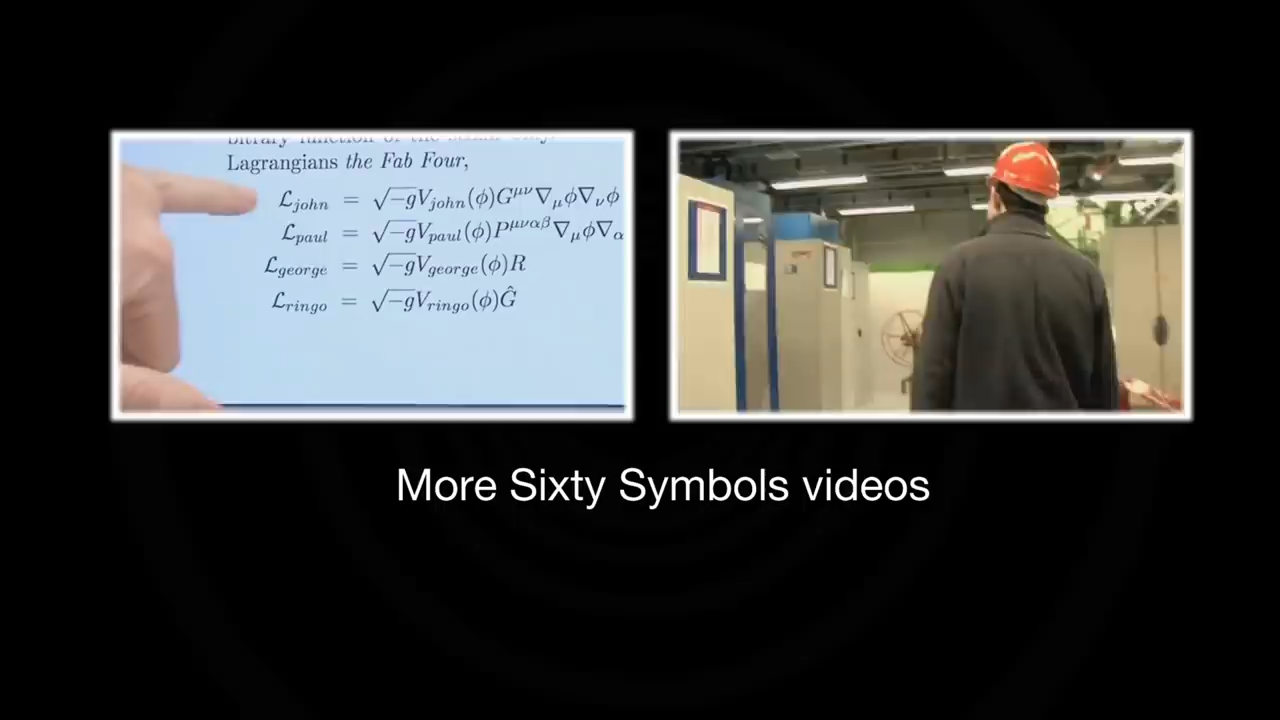 Lagrangians the Fab Four,
ℒ_john = √−g V_john(φ)G^{μν}∇_μφ∇_νφ
ℒ_paul = √−g V_paul(φ)P^{μναβ}∇_μφ∇_α
ℒ_george = √−g V_george(φ)R
ℒ_ringo = √−g V_ringo(φ)Ĝ
More Sixty Symbols videos